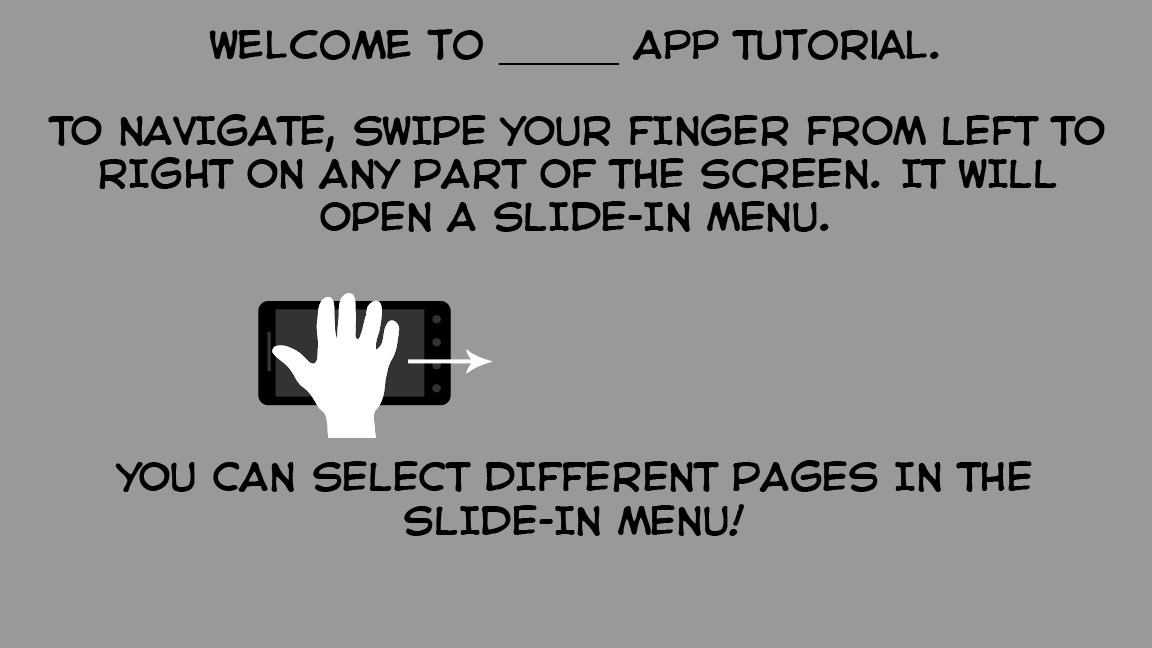 WELCOME TO ______ APP TUTORIAL.
TO NAVIGATE, SWIPE YOUR FINGER FROM LEFT TO
RIGHT ON ANY PART OF THE SCREEN. IT WILL
OPEN A SLIDE-IN MENU.
YOU CAN SELECT DIFFERENT PAGES IN THE
SLIDE-IN MENU!